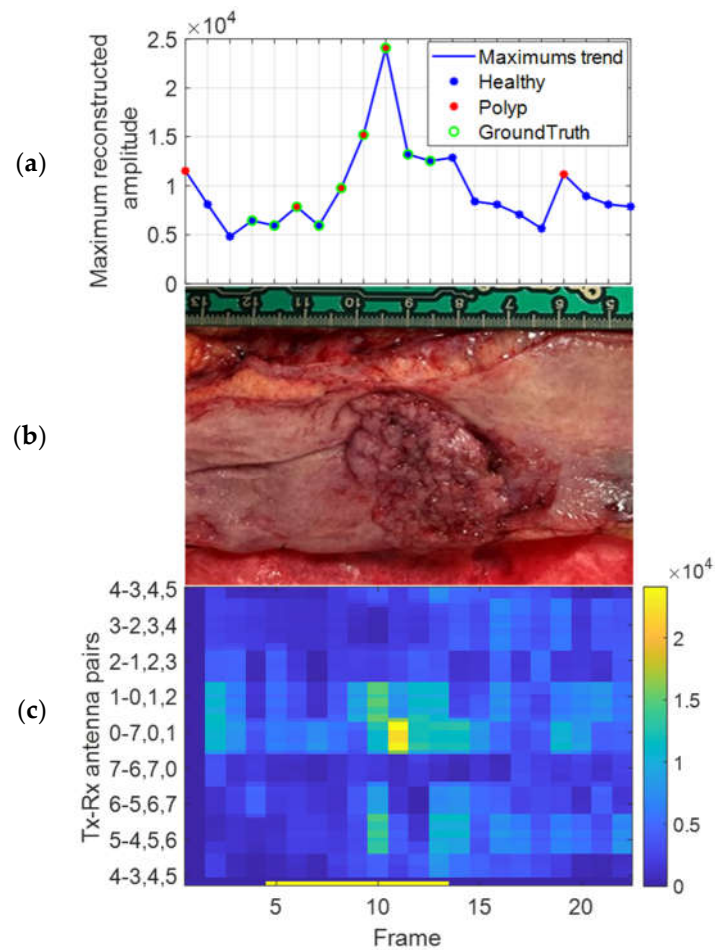 (a)
×10⁴
2.5
2
1.5
1
0.5
0
Maximum reconstructed
amplitude
Maximums trend
Healthy
Polyp
GroundTruth
(b)
13 12 11 10 9 8 7 6 5
(c)
Tx-Rx antenna pairs
4-3,4,5
3-2,3,4
2-1,2,3
1-0,1,2
0-7,0,1
7-6,7,0
6-5,6,7
5-4,5,6
4-3,4,5
5 10 15 20
Frame
×10⁴
2
1.5
1
0.5
0